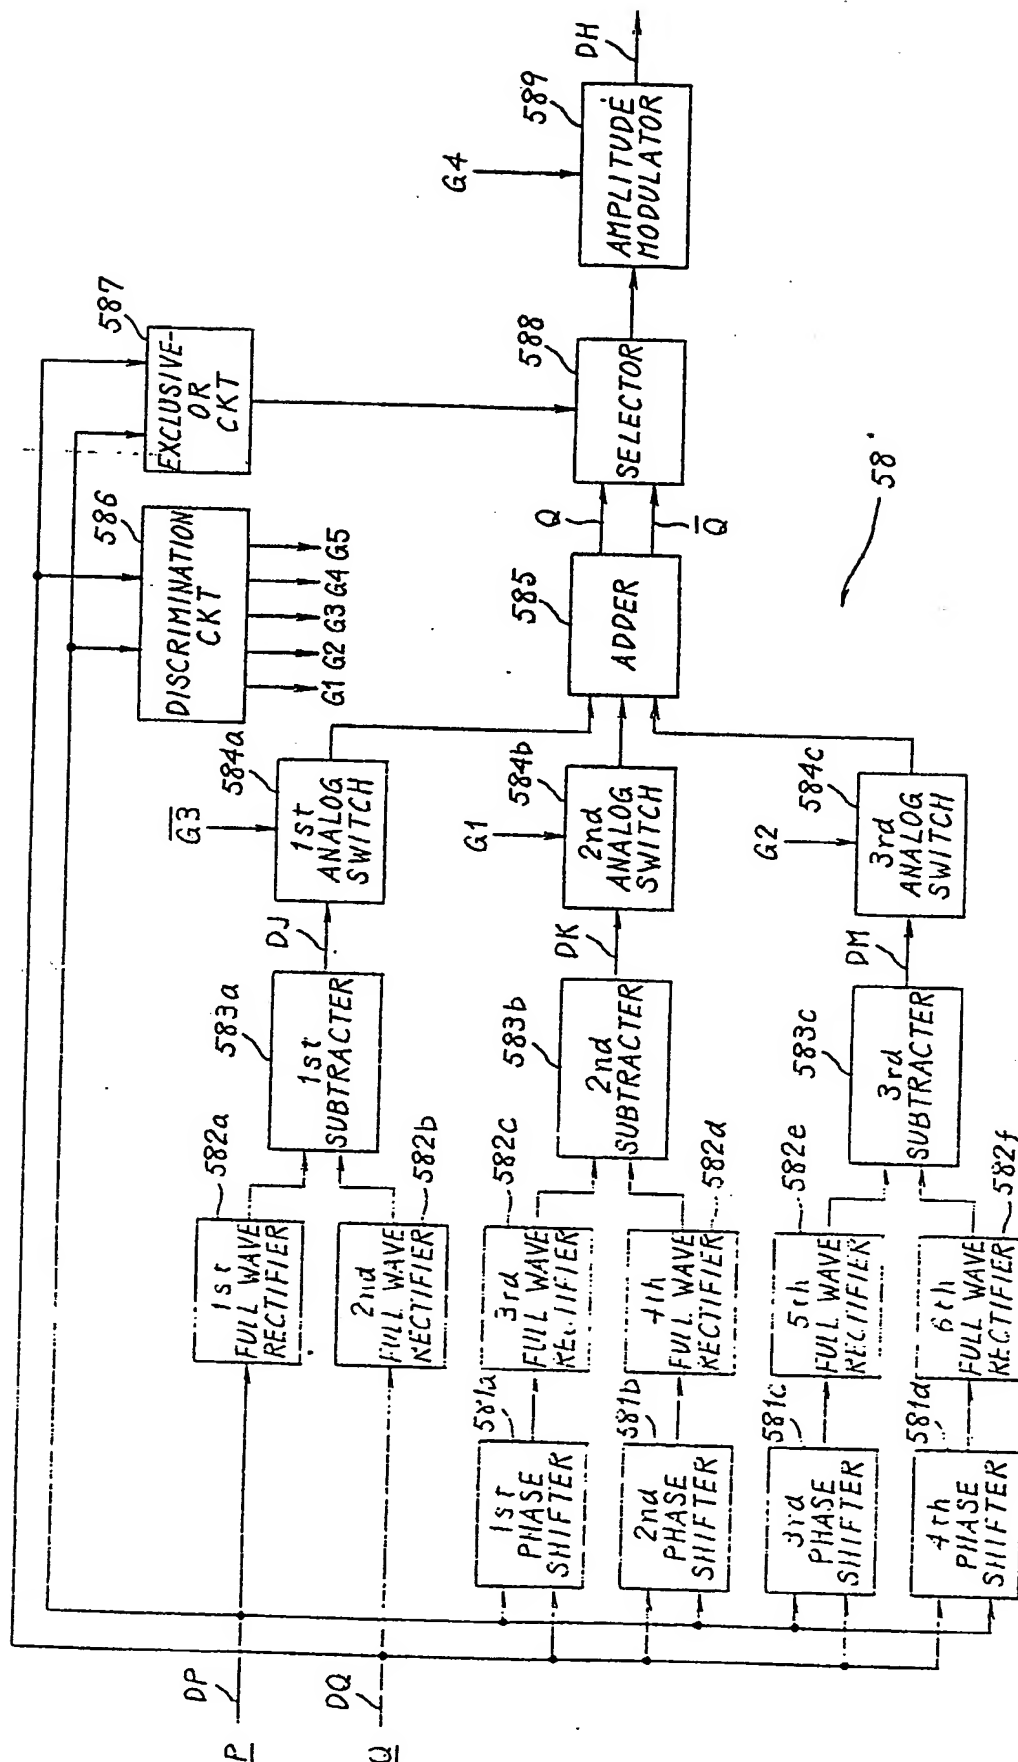 P
DP
Q
DQ
1st
FULL WAVE
RECTIFIER
582a
2nd
FULL WAVE
RECTIFIER
582b
1st
SUBTRACTER
583a
DJ
G3
1st
ANALOG
SWITCH
584a
1st
PHASE
SHIFTER
581a
3rd
FULL WAVE
RECTIFIER
582c
2nd
PHASE
SHIFTER
581b
4th
FULL WAVE
RECTIFIER
582d
2nd
SUBTRACTER
583b
DK
G1
2nd
ANALOG
SWITCH
584b
3rd
PHASE
SHIFTER
581c
5th
FULL WAVE
RECTIFIER
582e
4th
PHASE
SHIFTER
581d
6th
FULL WAVE
RECTIFIER
582f
3rd
SUBTRACTER
583c
DM
G2
3rd
ANALOG
SWITCH
584c
ADDER
585
Q
Q
DISCRIMINATION
CKT
586
G1 G2 G3 G4 G5
EXCLUSIVE-
OR
CKT
587
SELECTOR
588
G4
AMPLITUDE
MODULATOR
589
DH
58